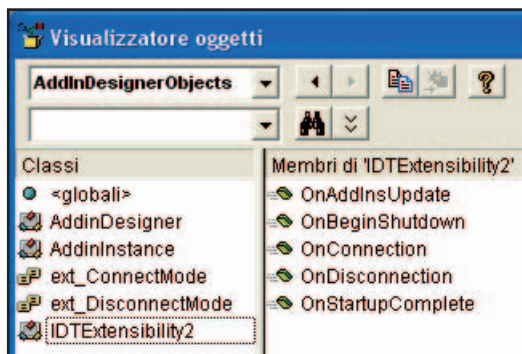 Visualizzatore oggetti
AddInDesignerObjects
Classi
<globali>
AddinDesigner
AddinInstance
ext_ConnectMode
ext_DisconnectMode
IDTExtensibility2
Membri di 'IDTExtensibility2'
OnAddInsUpdate
OnBeginShutdown
OnConnection
OnDisconnection
OnStartupComplete